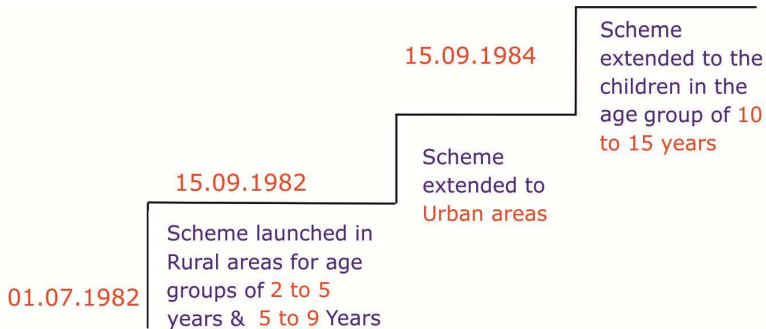 01.07.1982
Scheme launched in
Rural areas for age
groups of 2 to 5
years & 5 to 9 Years
15.09.1982
Scheme
extended to
Urban areas
15.09.1984
Scheme
extended to the
children in the
age group of 10
to 15 years